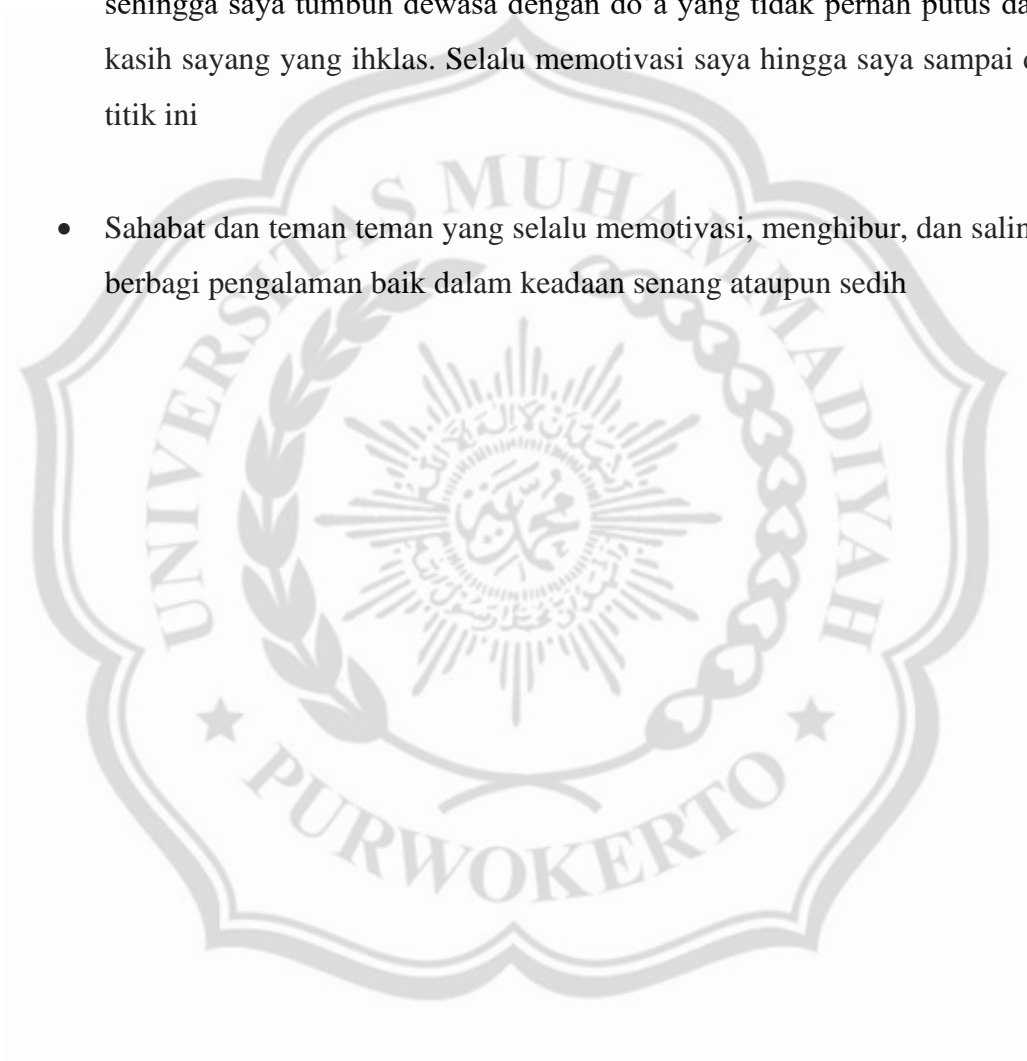 sehingga saya tumbuh dewasa dengan do'a yang tidak pernah putus da
kasih sayang yang ihklas. Selalu memotivasi saya hingga saya sampai d
titik ini
• Sahabat dan teman teman yang selalu memotivasi, menghibur, dan salin
berbagi pengalaman baik dalam keadaan senang ataupun sedih
UNIVERSITAS MUHAMMADIYAH
PURWOKERTO